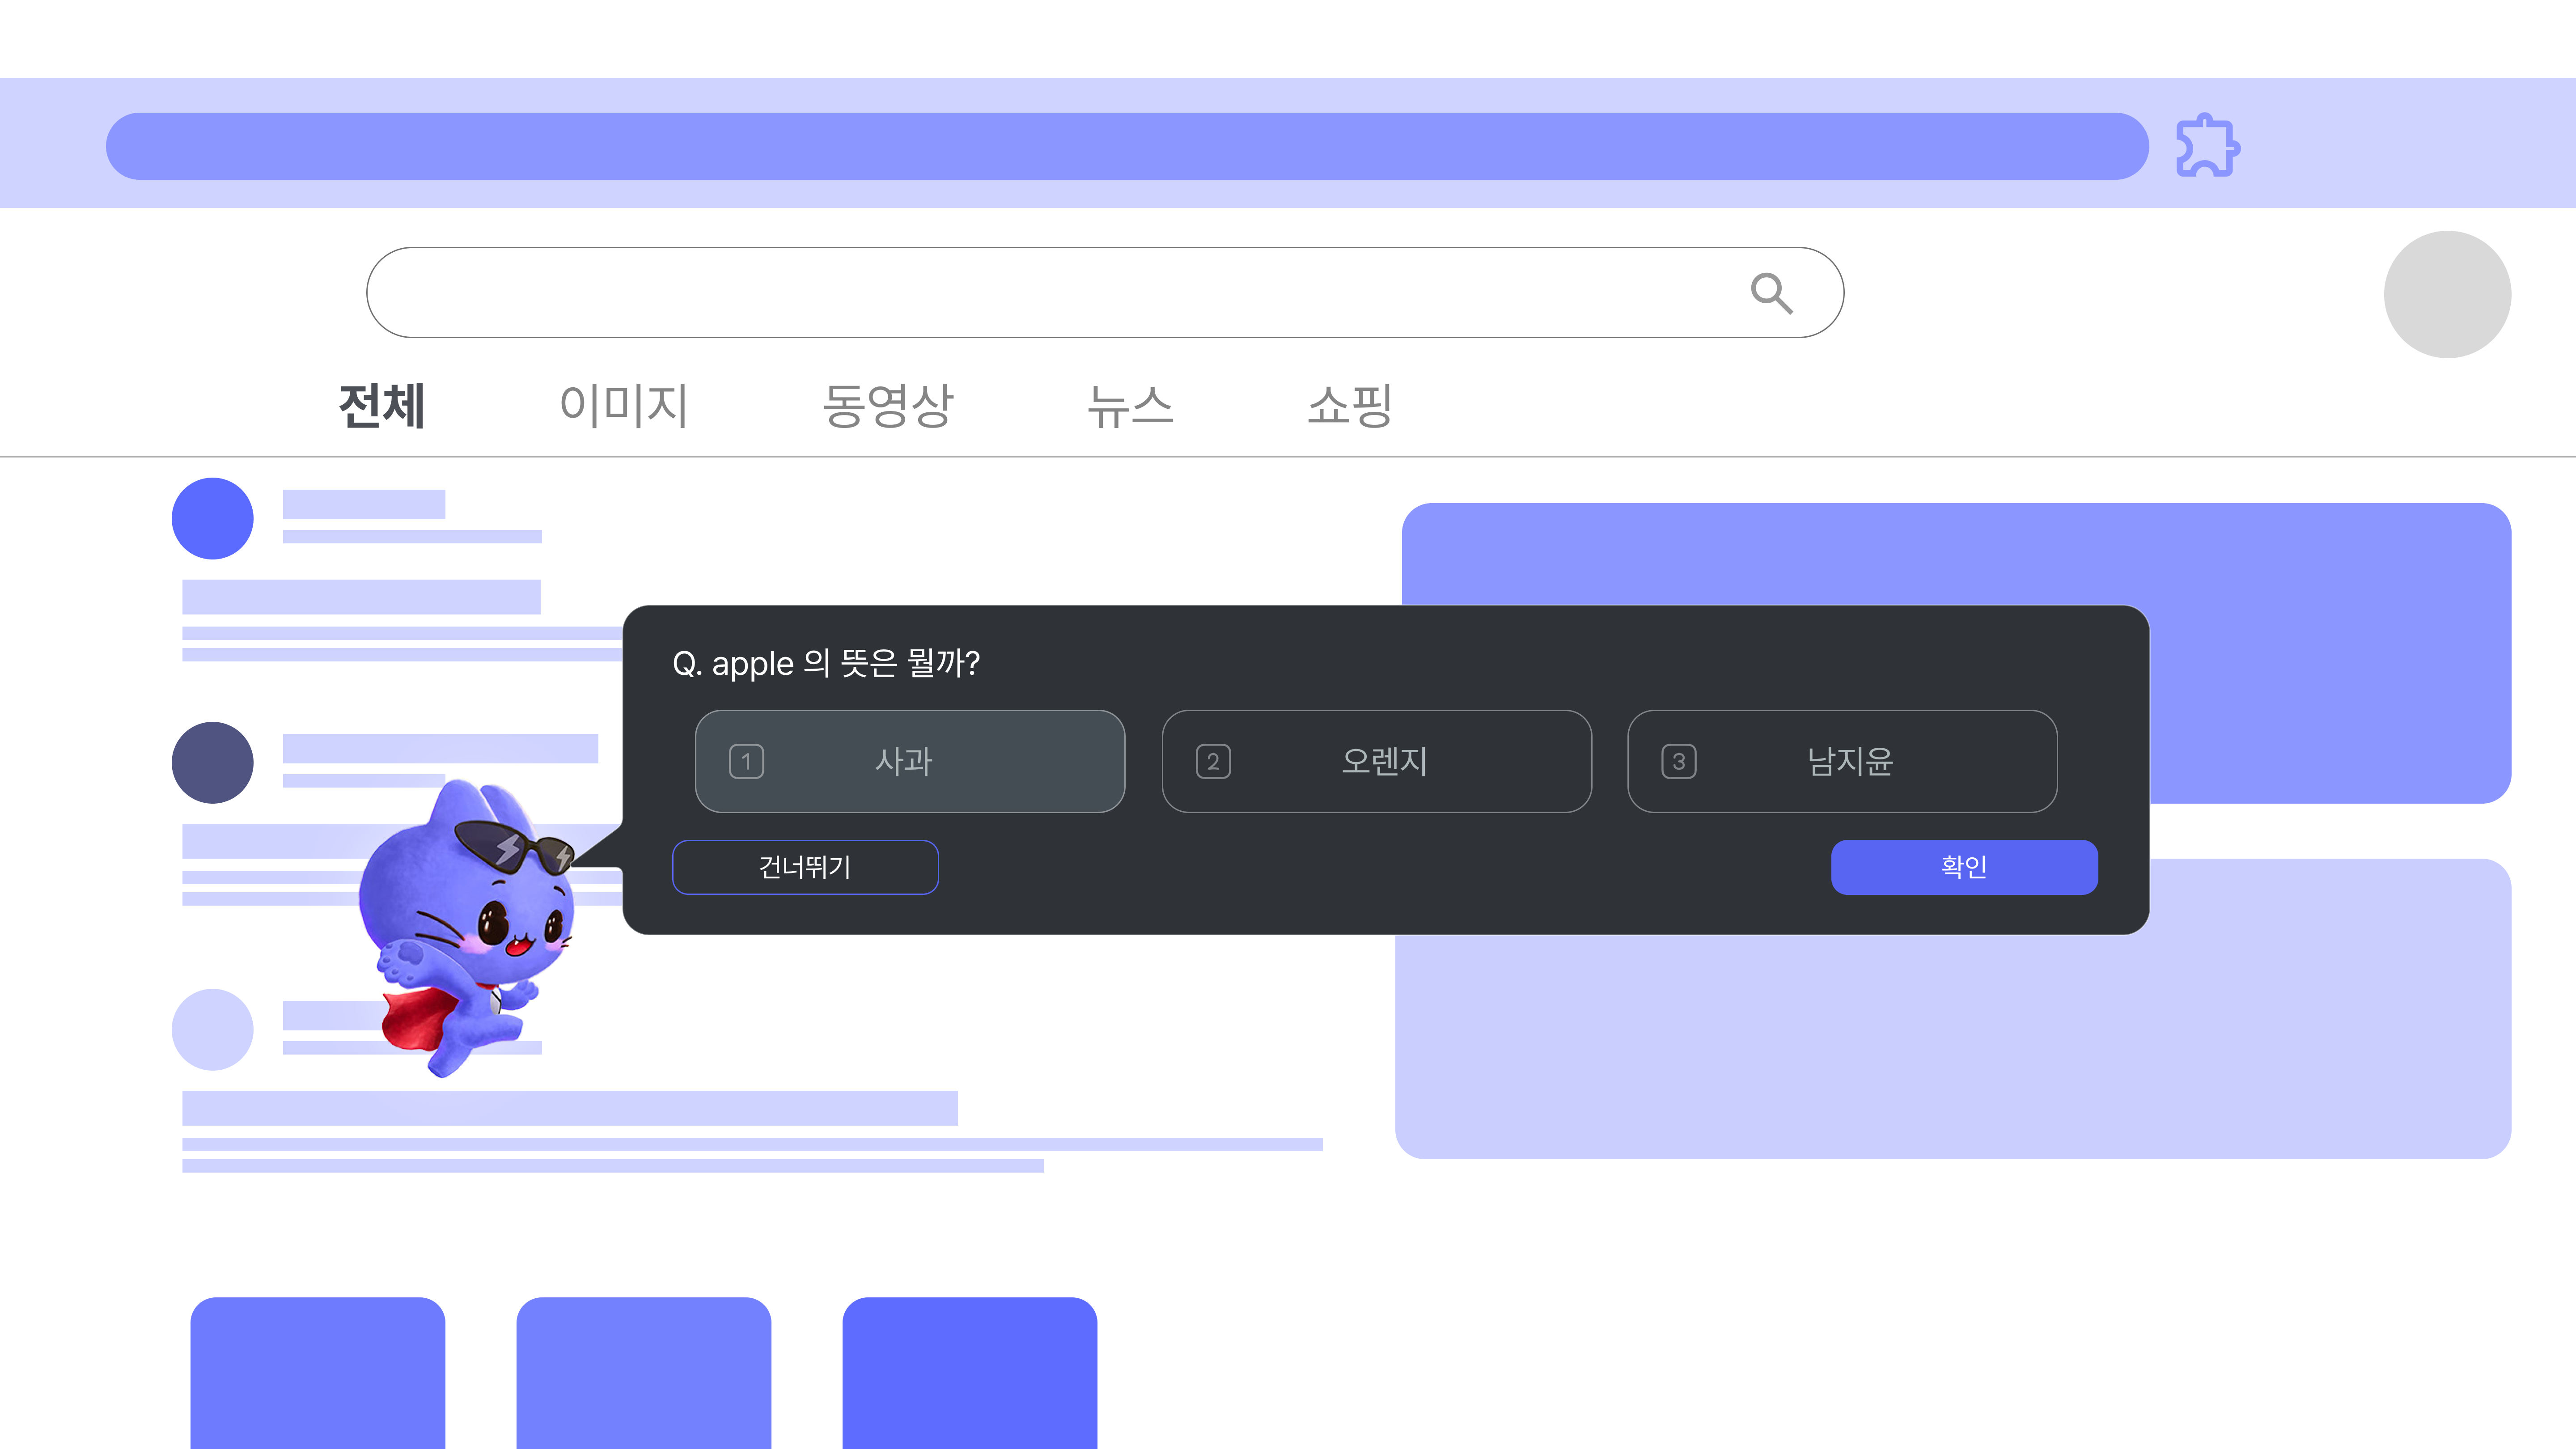 전체 이미지 동영상 뉴스 쇼핑
Q. apple 의 뜻은 뭘까?
1 사과 2 오렌지 3 남지윤
건너뛰기 확인